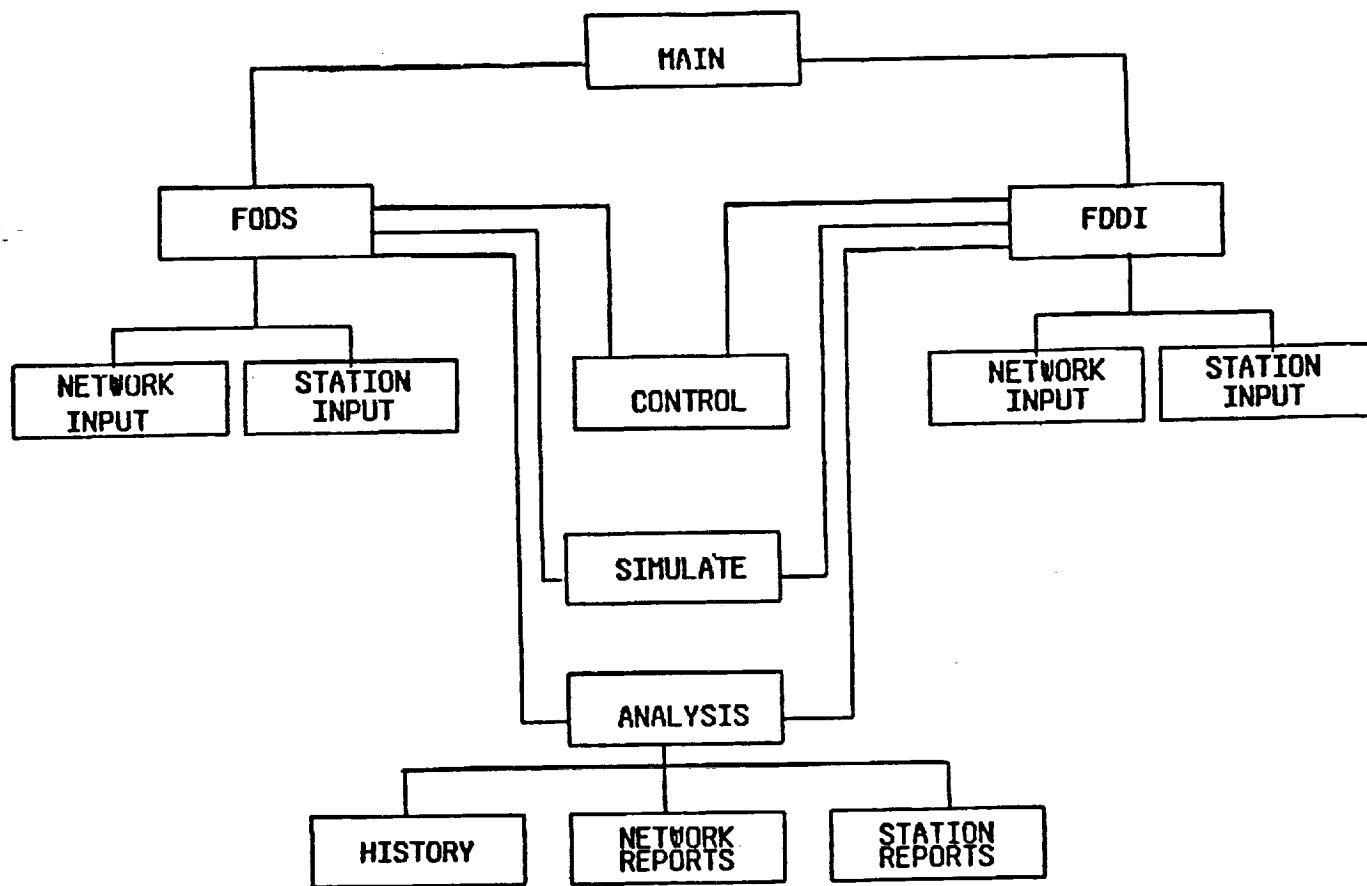 MAIN
FODS
FDDI
NETWORK
INPUT
STATION
INPUT
CONTROL
NETWORK
INPUT
STATION
INPUT
SIMULATE
ANALYSIS
HISTORY
NETWORK
REPORTS
STATION
REPORTS